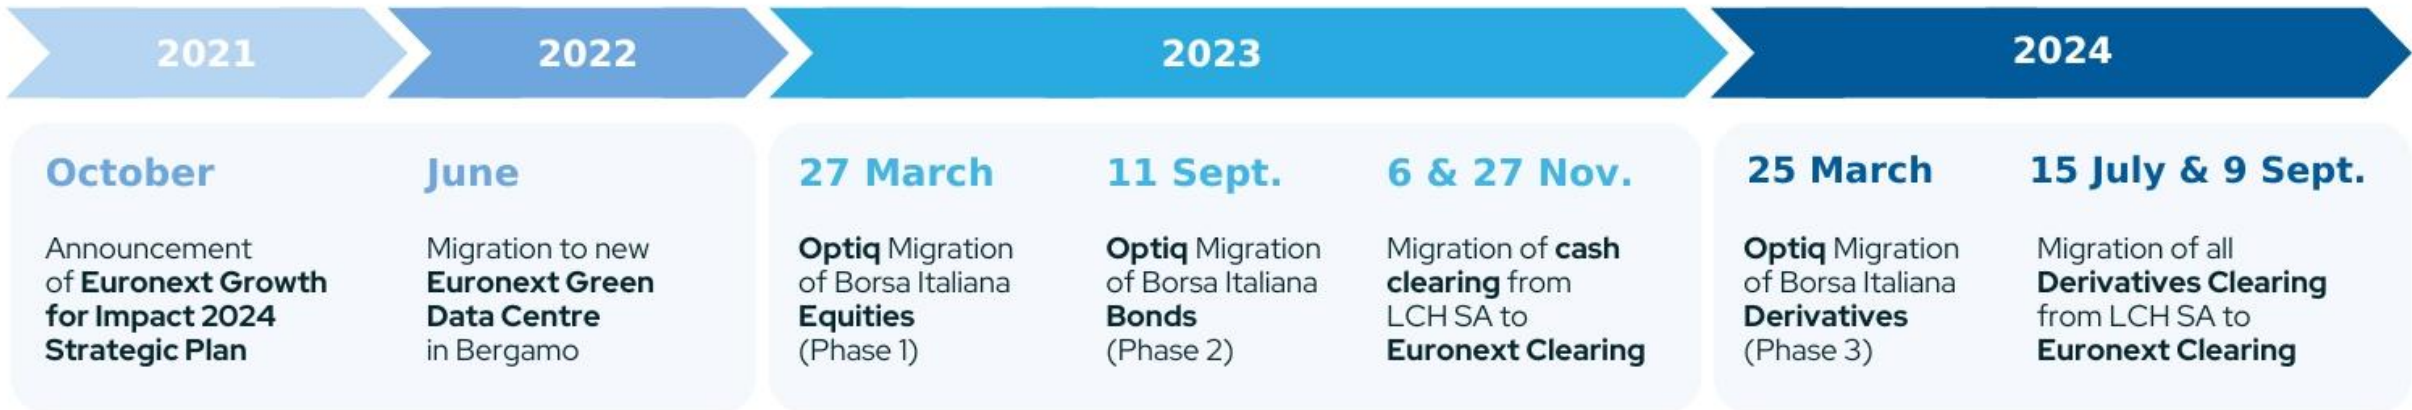 2021
2022
2023
2024
October
Announcement
of Euronext Growth
for Impact 2024
Strategic Plan
June
Migration to new
Euronext Green
Data Centre
in Bergamo
27 March
Optiq Migration
of Borsa Italiana
Equities
(Phase 1)
11 Sept.
Optiq Migration
of Borsa Italiana
Bonds
(Phase 2)
6 & 27 Nov.
Migration of cash
clearing from
LCH SA to
Euronext Clearing
25 March
Optiq Migration
of Borsa Italiana
Derivatives
(Phase 3)
15 July & 9 Sept.
Migration of all
Derivatives Clearing
from LCH SA to
Euronext Clearing